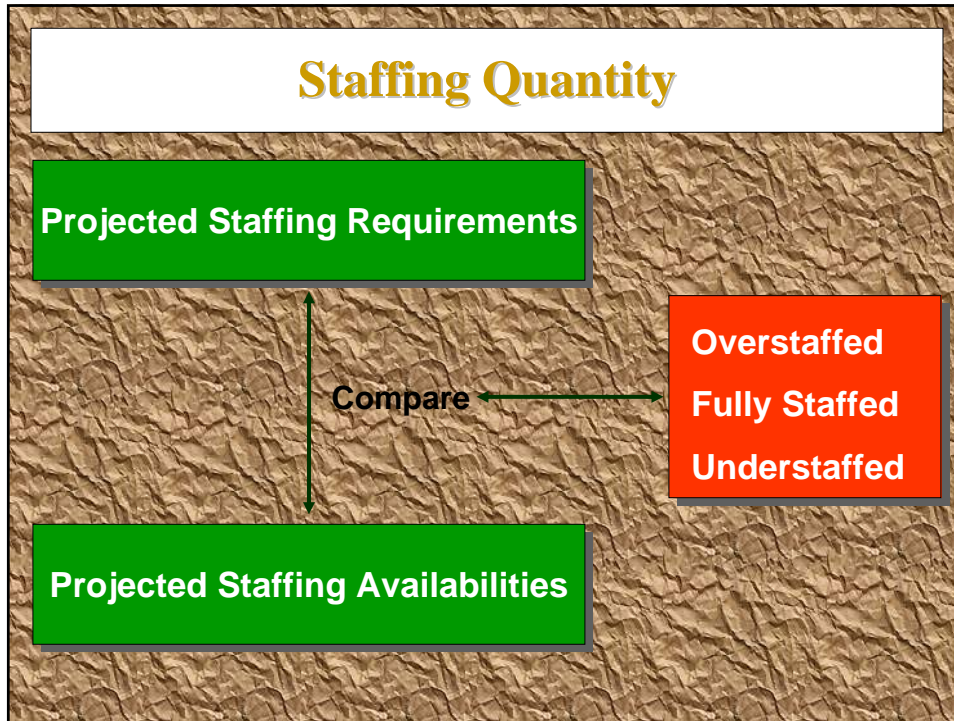 Staffing Quantity
Projected Staffing Requirements
Compare
Overstaffed
Fully Staffed
Understaffed
Projected Staffing Availabilities